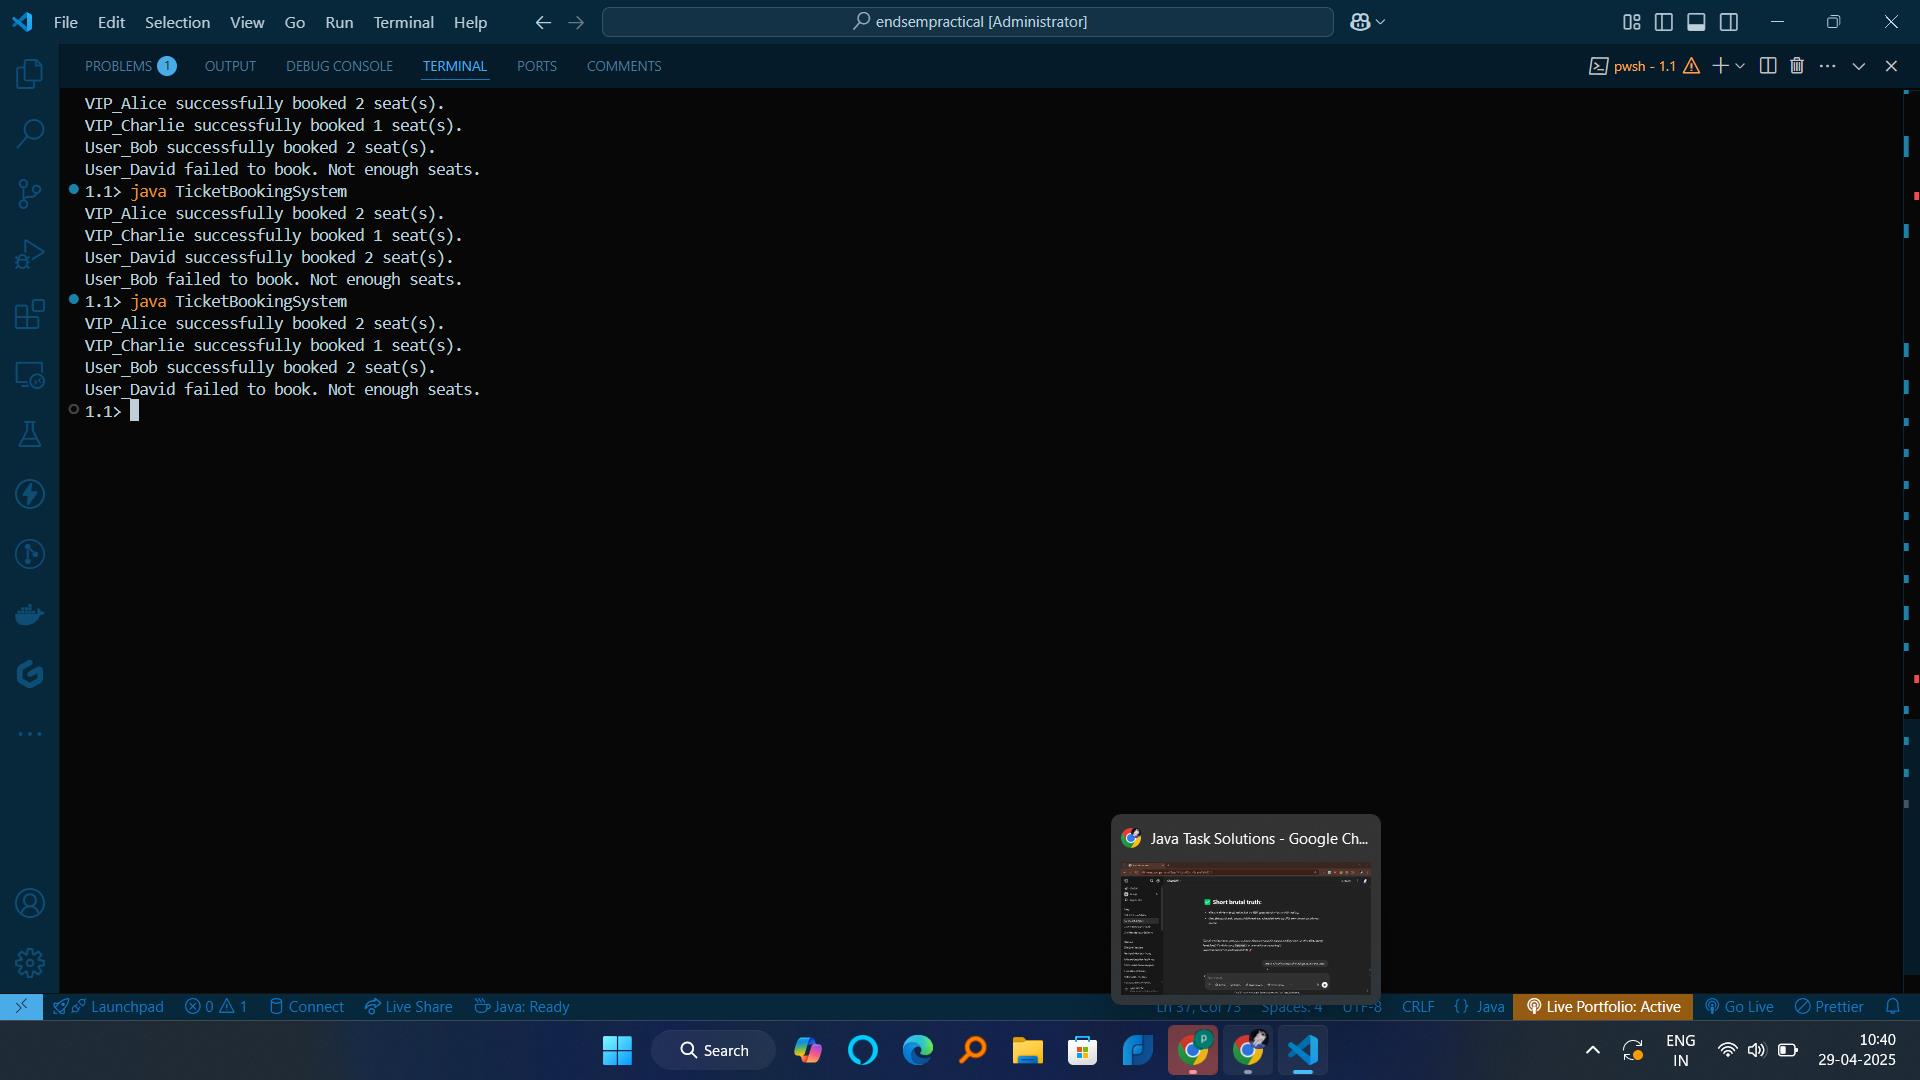 File Edit Selection View Go Run Terminal Help
endsempractical [Administrator]
PROBLEMS 1 OUTPUT DEBUG CONSOLE TERMINAL PORTS COMMENTS
pwsh - 1.1
VIP_Alice successfully booked 2 seat(s).
VIP_Charlie successfully booked 1 seat(s).
User_Bob successfully booked 2 seat(s).
User_David failed to book. Not enough seats.
1.1> java TicketBookingSystem
VIP_Alice successfully booked 2 seat(s).
VIP_Charlie successfully booked 1 seat(s).
User_David successfully booked 2 seat(s).
User_Bob failed to book. Not enough seats.
1.1> java TicketBookingSystem
VIP_Alice successfully booked 2 seat(s).
VIP_Charlie successfully booked 1 seat(s).
User_Bob successfully booked 2 seat(s).
User_David failed to book. Not enough seats.
1.1>
Java Task Solutions - Google Ch...
Short brutal truth:
Launchpad 0 1 Connect Live Share Java: Ready Ln 37, Col 73 Spaces: 4 UTF-8 CRLF {} Java Live Portfolio: Active Go Live Prettier
Search
ENG
IN
10:40
29-04-2025